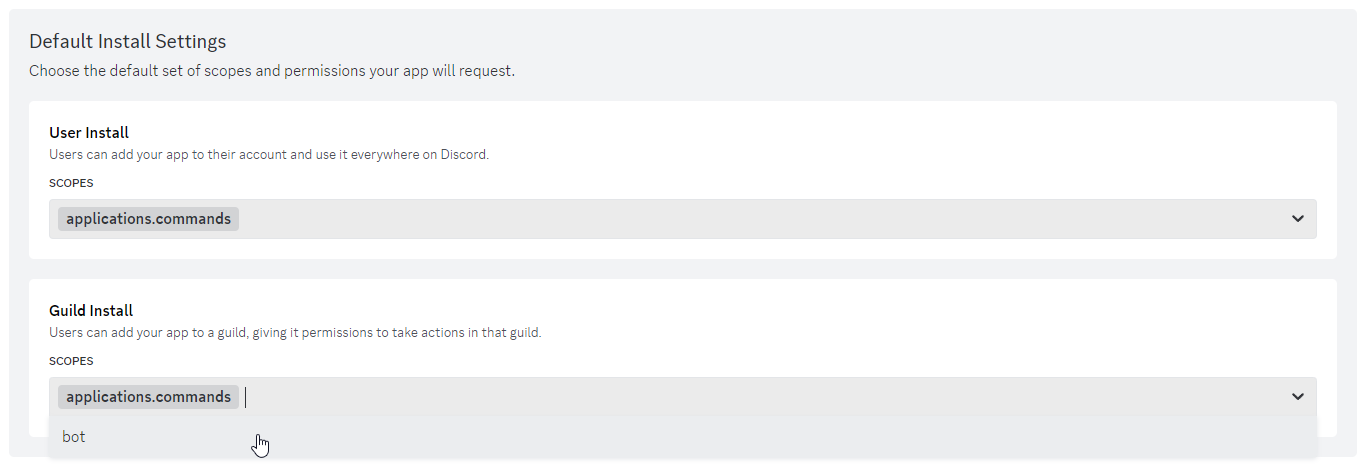 Default Install Settings
Choose the default set of scopes and permissions your app will request.
User Install
Users can add your app to their account and use it everywhere on Discord.
SCOPES
applications.commands
Guild Install
Users can add your app to a guild, giving it permissions to take actions in that guild.
SCOPES
applications.commands
bot